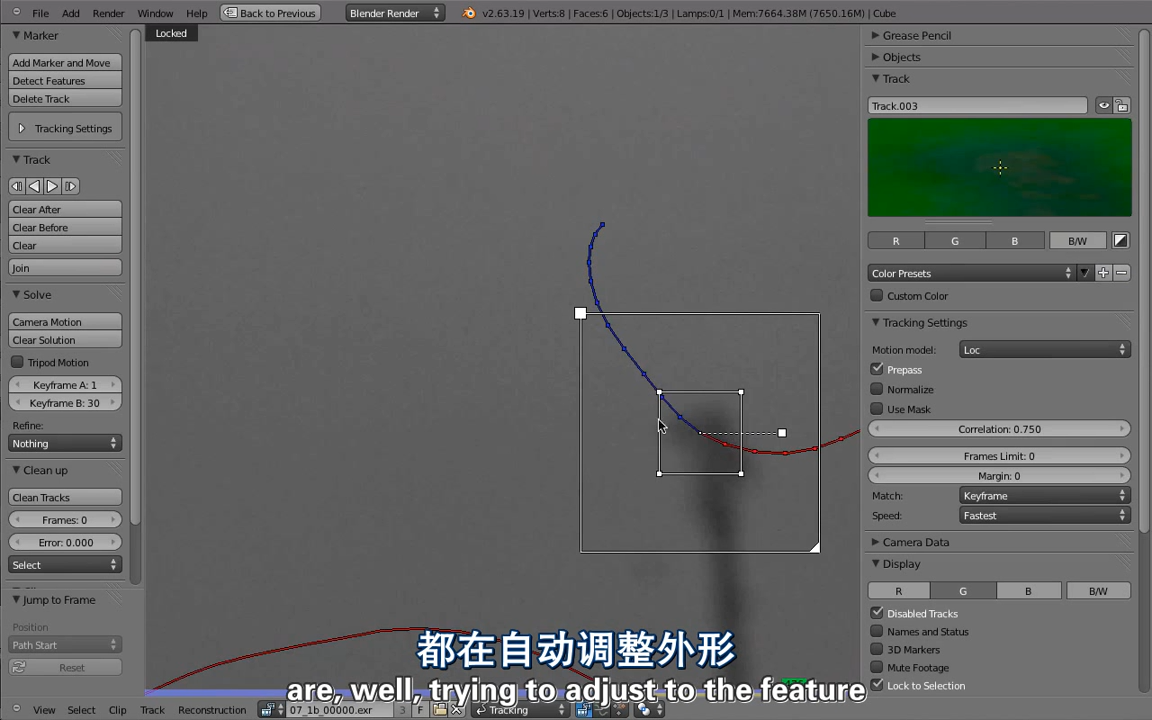 File Add Render Window Help Back to Previous Blender Render v2.63.19 | Verts:8 | Faces:6 | Objects:1/3 | Lamps:0/1 | Mem:7664.38M (7650.16M) | Cube
Marker
Add Marker and Move
Detect Features
Delete Track
Tracking Settings
Track
Clear After
Clear Before
Clear
Join
Solve
Camera Motion
Camera Solution
Tripod Motion
Keyframe A: 1
Keyframe B: 30
Refine:
Nothing
Clean up
Clean Tracks
Frames: 0
Error: 0.000
Select
Jump to Frame
Position
Path Start
Reset
Locked
Grease Pencil
Objects
Track
Track.003
R G B B/W
Color Presets
Custom Color
Tracking Settings
Motion model: Loc
Prepass
Normalize
Use Mask
Correlation: 0.750
Frames Limit: 0
Margin: 0
Match: Keyframe
Speed: Fastest
Camera Data
Display
R G B B/W
Disabled Tracks
Names and Status
3D Markers
Mute Footage
Lock to Selection
都在自动调整外形
are, well, trying to adjust to the feature
View Select Clip Track Reconstruction 07_1b_00000.exr 3 F Tracking